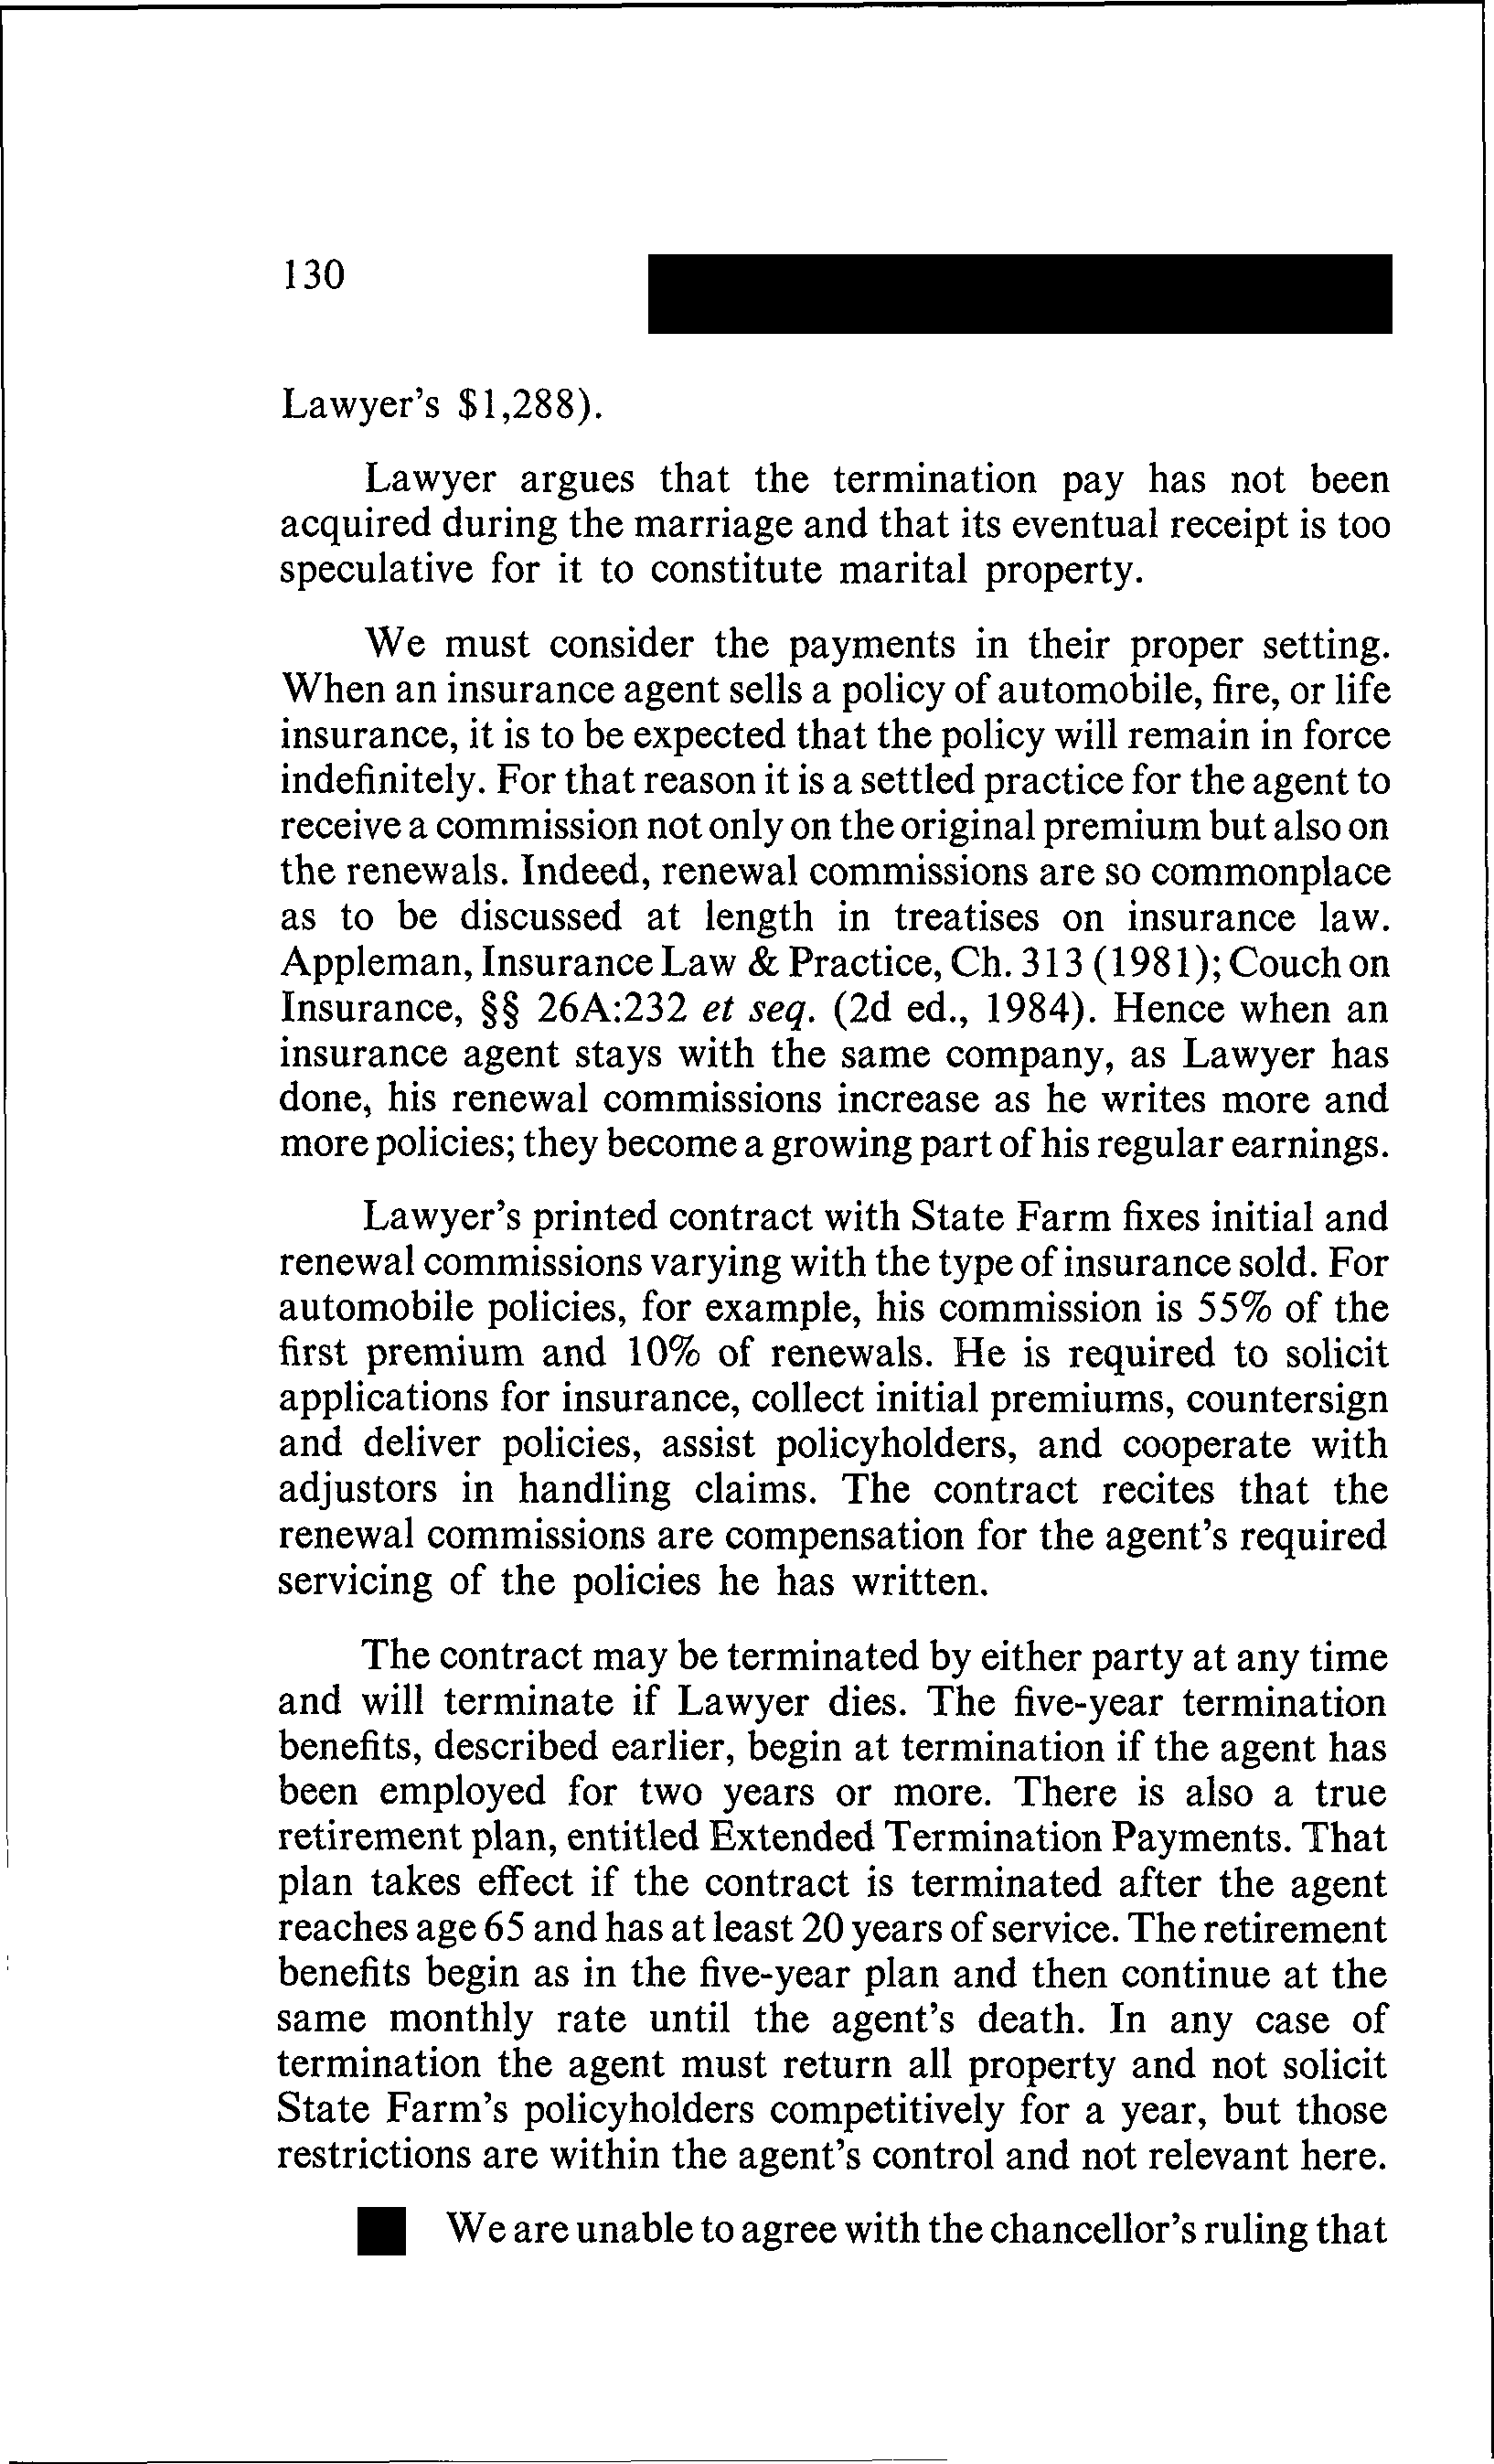 130
Lawyer's $1,288).
Lawyer argues that the termination pay has not been
acquired during the marriage and that its eventual receipt is too
speculative for it to constitute marital property.
We must consider the payments in their proper setting.
When an insurance agent sells a policy of automobile, fire, or life
insurance, it is to be expected that the policy will remain in force
indefinitely. For that reason it is a settled practice for the agent to
receive a commission not only on the original premium but also on
the renewals. Indeed, renewal commissions are so commonplace
as to be discussed at length in treatises on insurance law.
Appleman, Insurance Law & Practice, Ch. 313 (1981); Couch on
Insurance, §§ 26A:232 et seq. (2d ed., 1984). Hence when an
insurance agent stays with the same company, as Lawyer has
done, his renewal commissions increase as he writes more and
more policies; they become a growing part of his regular earnings.
Lawyer's printed contract with State Farm fixes initial and
renewal commissions varying with the type of insurance sold. For
automobile policies, for example, his commission is 55% of the
first premium and 10% of renewals. He is required to solicit
applications for insurance, collect initial premiums, countersign
and deliver policies, assist policyholders, and cooperate with
adjustors in handling claims. The contract recites that the
renewal commissions are compensation for the agent's required
servicing of the policies he has written.
The contract may be terminated by either party at any time
and will terminate if Lawyer dies. The five-year termination
benefits, described earlier, begin at termination if the agent has
been employed for two years or more. There is also a true
retirement plan, entitled Extended Termination Payments. That
plan takes effect if the contract is terminated after the agent
reaches age 65 and has at least 20 years of service. The retirement
benefits begin as in the five-year plan and then continue at the
same monthly rate until the agent's death. In any case of
termination the agent must return all property and not solicit
State Farm's policyholders competitively for a year, but those
restrictions are within the agent's control and not relevant here.
We are unable to agree with the chancellor's ruling that